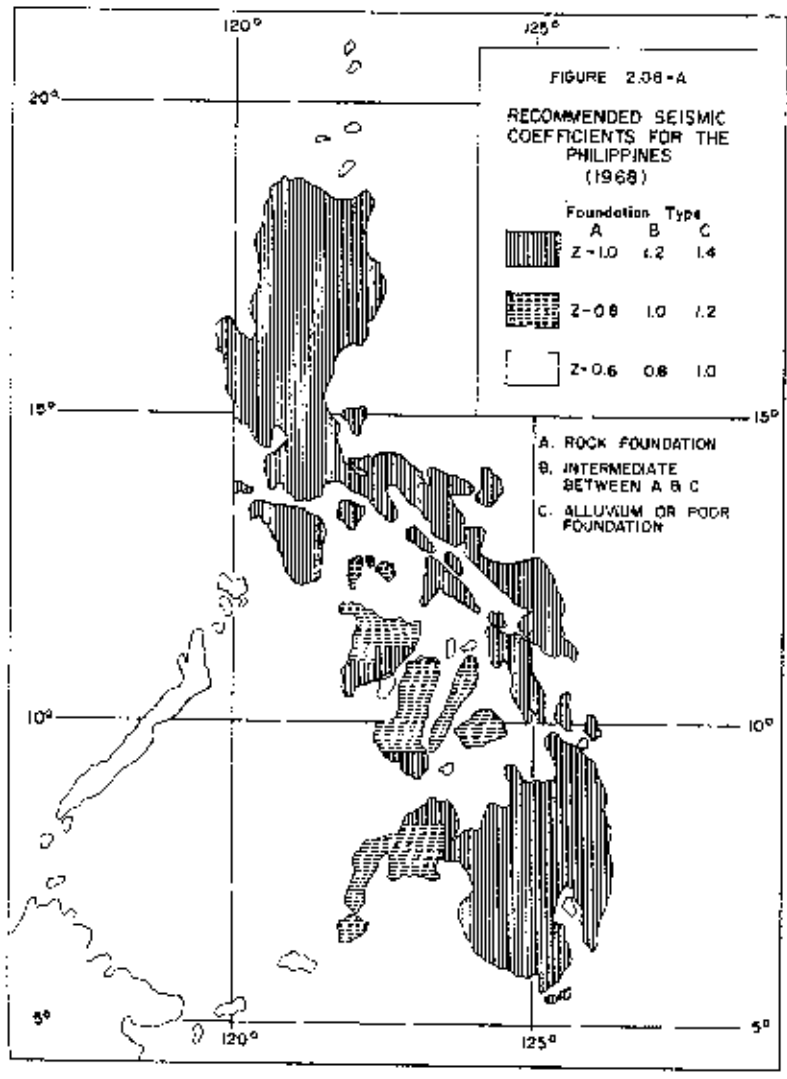 120° 125°
FIGURE 2.08-A
20°
RECOMMENDED SEISMIC
COEFFICIENTS FOR THE
PHILIPPINES
(1968)
Foundation Type
A B C
Z-1.0 1.2 1.4
Z-0.8 1.0 1.2
Z-0.6 0.8 1.0
15° 15°
A. ROCK FOUNDATION
B. INTERMEDIATE
BETWEEN A & C
C. ALLUVIUM OR POOR
FOUNDATION
10° 10°
5° 5°
120° 125°